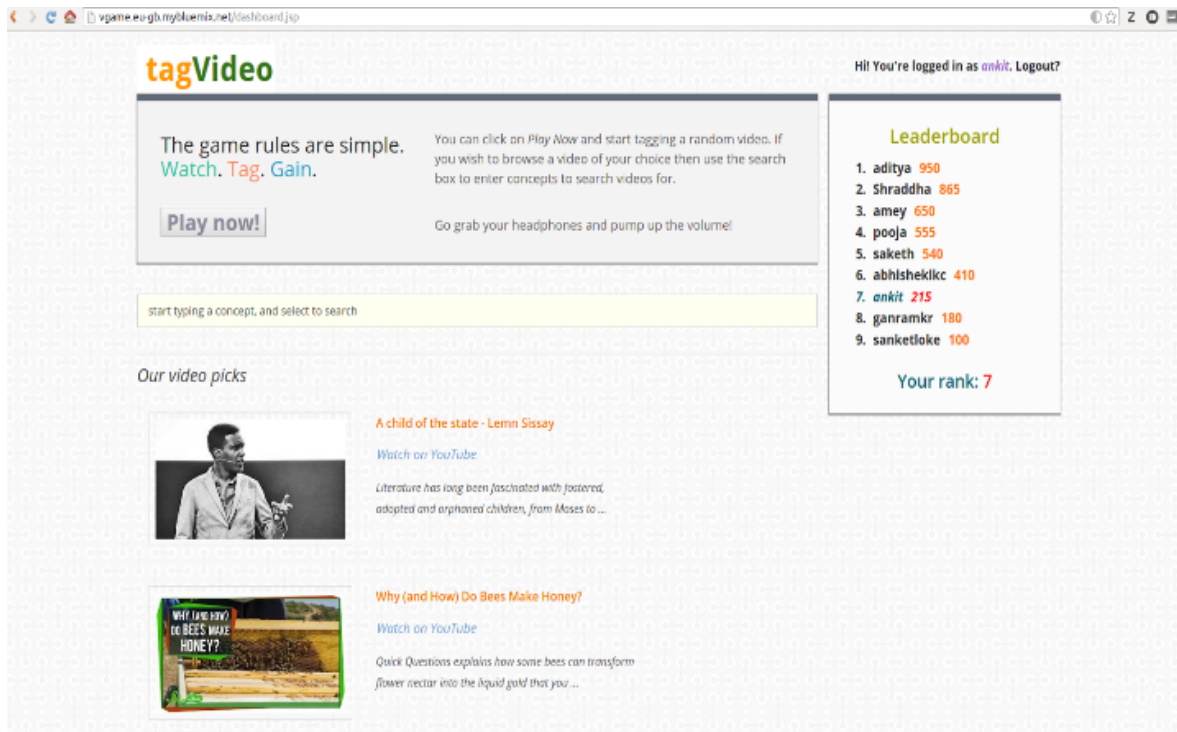 vgame.eu-gb.mybluemix.net/dashboard.jsp
Z
tagVideo
Hi! You're logged in as ankit. Logout?
The game rules are simple.
Watch. Tag. Gain.
Play now!
You can click on Play Now and start tagging a random video. If
you wish to browse a video of your choice then use the search
box to enter concepts to search videos for.
Go grab your headphones and pump up the volume!
Leaderboard
1. aditya 950
2. Shraddha 865
3. amey 650
4. pooja 555
5. saketh 540
6. abhishekikc 410
7. ankit 215
8. ganramkr 180
9. sanketloke 100
Your rank: 7
start typing a concept, and select to search
Our video picks
A child of the state - Lemn Sissay
Watch on YouTube
Literature has long been fascinated with fostered,
adopted and orphaned children, from Moses to ...
WHY (AND HOW)
DO BEES MAKE
HONEY?
Why (and How) Do Bees Make Honey?
Watch on YouTube
Quick Questions explains how some bees can transform
flower nectar into the liquid gold that you ...